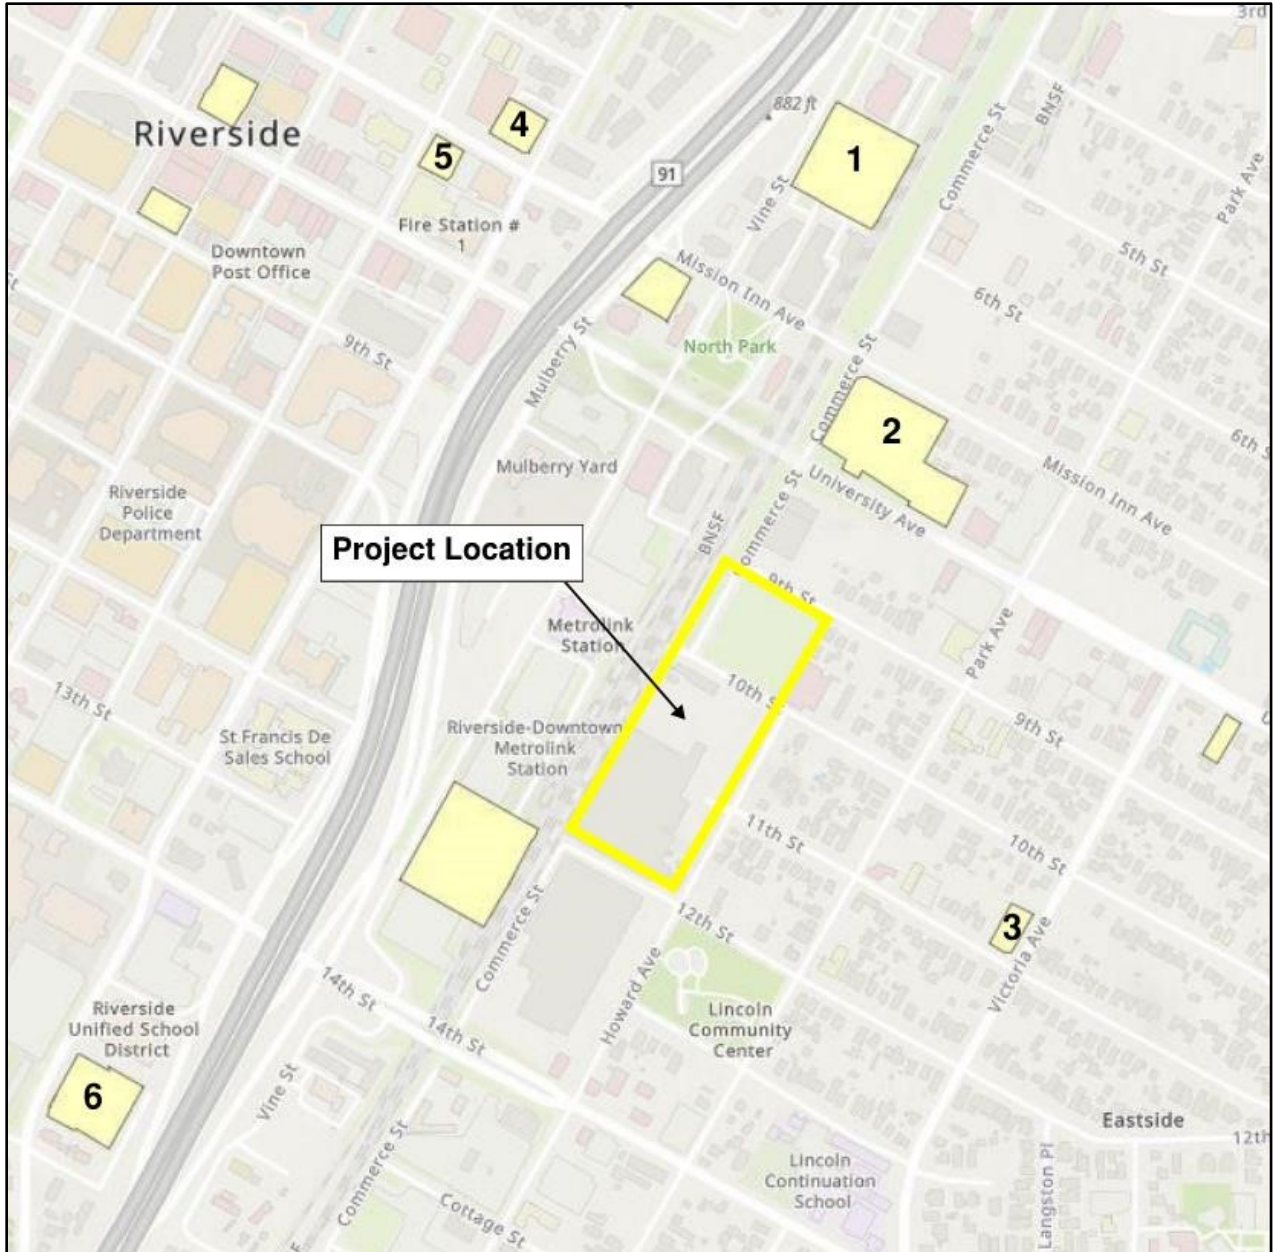 3rd
882 ft
BNSF
4
Riverside
5
1
91
Commerce St
Park Ave
Vine St
Fire Station #
1
Downtown
Post Office
5th St
Mission Inn Ave
6th St
9th St
North Park
Mulberry St
Commerce St
2
6th S
Mulberry Yard
Mission Inn Ave
University Ave
Riverside
Police
Department
BNSF
Commerce St
Project Location
9th St
Metrolink
Station
Park Ave
10th S
13th St
9th St
St Francis De
Sales School
Riverside-Downtown
Metrolink
Station
11th St
10th St
Commerce St
12th St
3
Victoria Ave
14th St
Howard Ave
Riverside
Unified School
District
14th St
Lincoln
Community
Center
6
Vine St
Eastside
12th
Commerce St
Lincoln
Continuation
School
Langston Pl
Cottage St